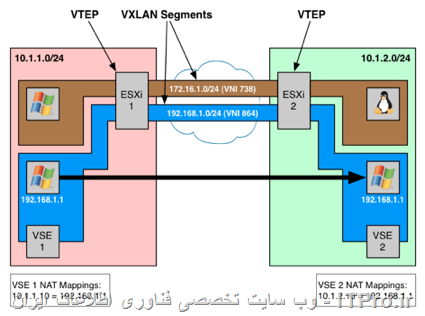 VTEP
VXLAN Segments
VTEP
10.1.1.0/24
10.1.2.0/24
ESXi
1
172.16.1.0/24 (VNI 738)
ESXi
2
192.168.1.0/24 (VNI 864)
192.168.1.1
192.168.1.1
VSE
1
VSE
2
VSE 1 NAT Mappings:
10.1.1.10 = 192.168.1.1
VSE 2 NAT Mappings:
10.1.2.10 = 192.168.1.1
ITPro.ir - وب سایت تخصصی فناوری اطلاعات ایران